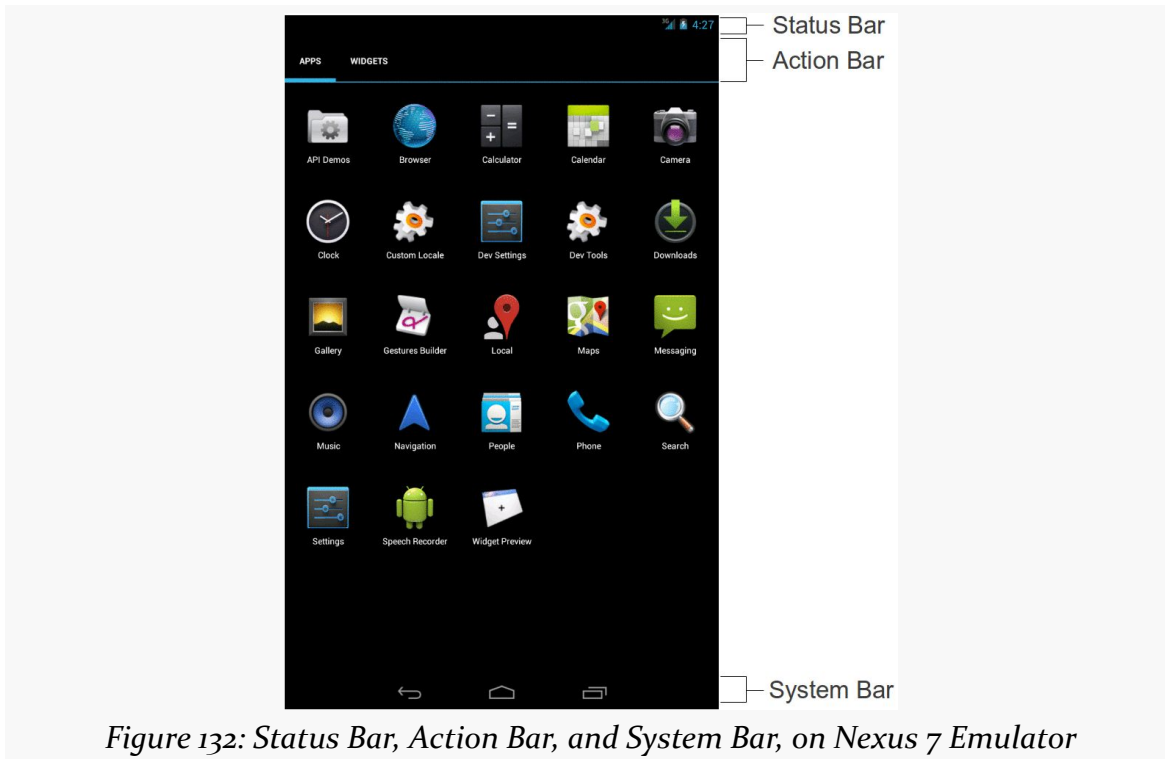 3G 4:27
Status Bar
APPS WIDGETS
Action Bar
API Demos Browser Calculator Calendar Camera
Clock Custom Locale Dev Settings Dev Tools Downloads
Gallery Gestures Builder Local Maps Messaging
Music Navigation People Phone Search
Settings Speech Recorder Widget Preview
System Bar
Figure 132: Status Bar, Action Bar, and System Bar, on Nexus 7 Emulator